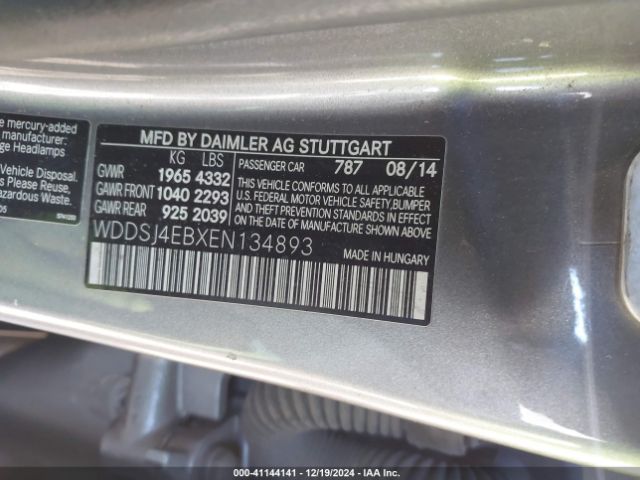 e mercury-added
manufacturer:
ge Headlamps
Vehicle Disposal.
s Please Reuse,
azardous Waste.
MFD BY DAIMLER AG STUTTGART
KG LBS
GVWR 1965 4332
GAWR FRONT 1040 2293
GAWR REAR 925 2039
PASSENGER CAR 787 08/14
THIS VEHICLE CONFORMS TO ALL APPLICABLE
U.S. FEDERAL MOTOR VEHICLE SAFETY,BUMPER
AND THEFT PREVENTION STANDARDS IN
EFFECT ON THE DATE OF MANUFACTURE SHOWN ABOVE
WDDSJ4EBXEN134893
MADE IN HUNGARY
000-41144141 - 12/19/2024 - IAA Inc.